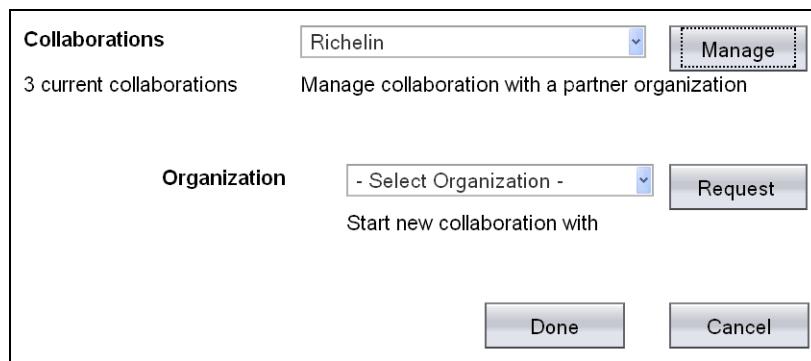 Collaborations
Richelin
Manage
3 current collaborations
Manage collaboration with a partner organization
Organization
- Select Organization -
Request
Start new collaboration with
Done
Cancel